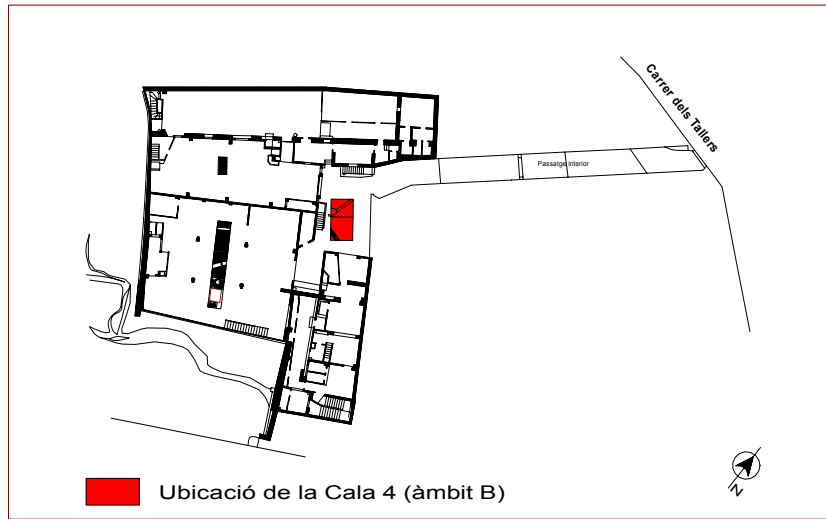 Carrer dels Tallers
Passatge interior
Ubicació de la Cala 4 (àmbit B)
N